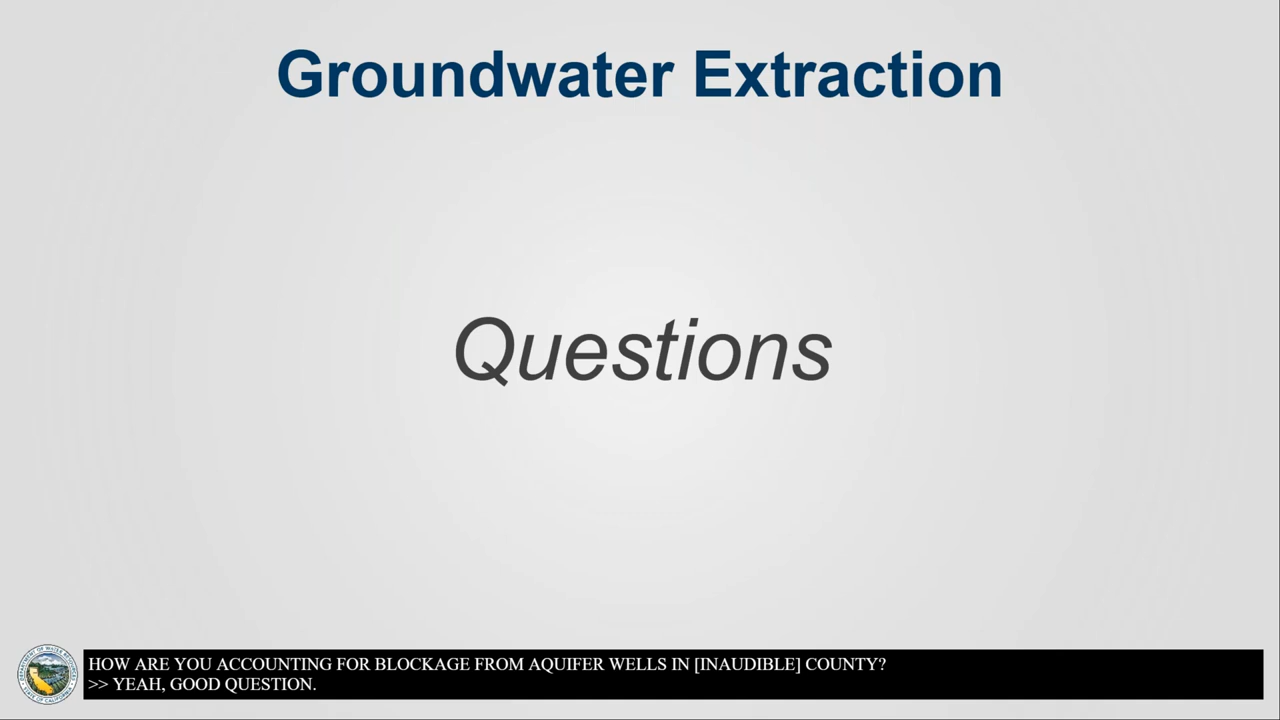 Groundwater Extraction
Questions
HOW ARE YOU ACCOUNTING FOR BLOCKAGE FROM AQUIFER WELLS IN [INAUDIBLE] COUNTY?
>> YEAH, GOOD QUESTION.